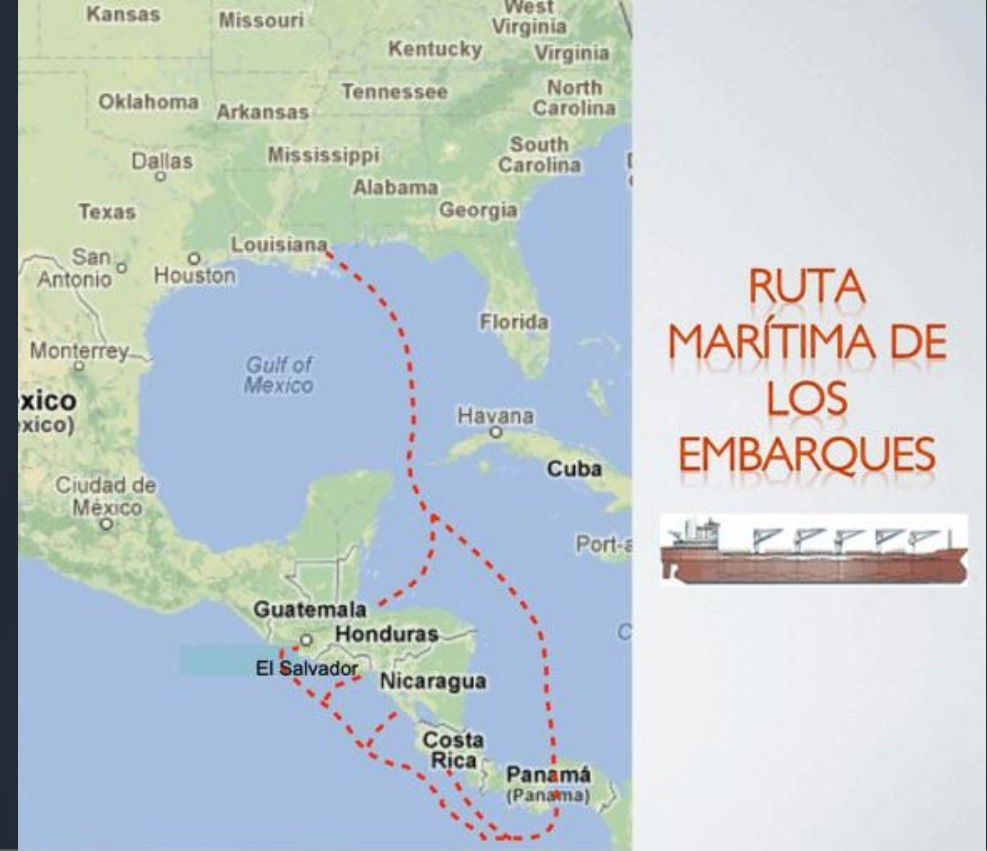 Kansas
Missouri
West
Virginia
Kentucky
Virginia
Oklahoma
Arkansas
Tennessee
North
Carolina
Dallas
Mississippi
South
Carolina
Alabama
Texas
Georgia
San
Antonio
Houston
Louisiana
Florida
Monterrey
Gulf of
Mexico
xico
exico)
Havana
Cuba
Ciudad de
México
Port-a
Guatemala
Honduras
El Salvador
Nicaragua
Costa
Rica
Panamá
(Panama)
RUTA
MARÍTIMA DE
LOS
EMBARQUES